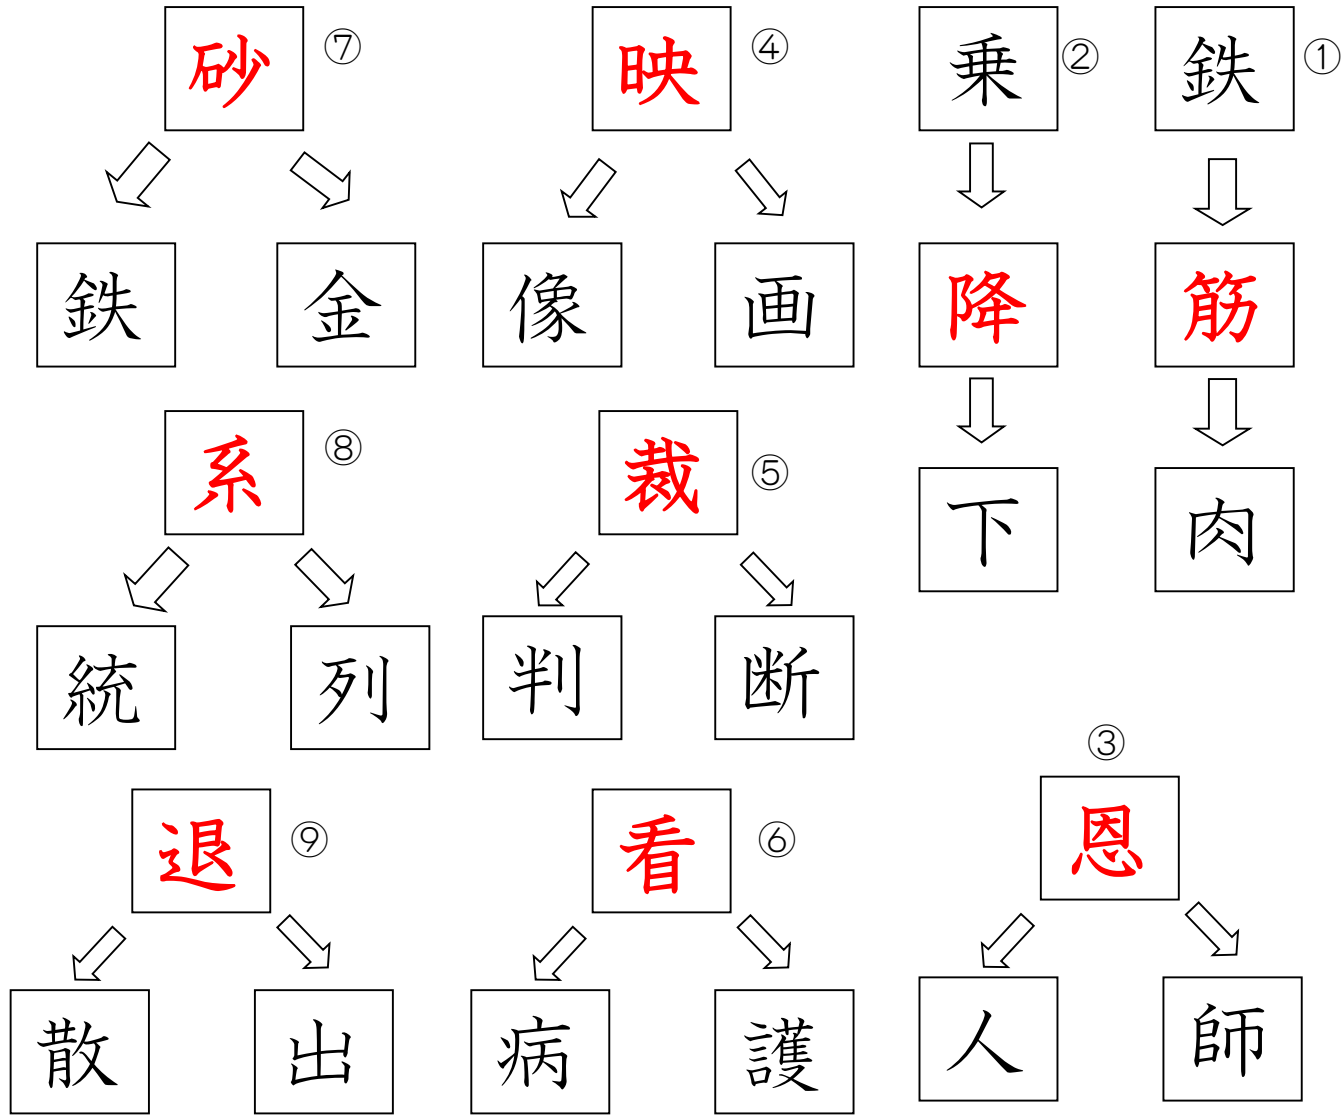 ①
鉄
筋
肉
②
乗
降
下
③
恩
師
人
④
映
画
像
⑤
裁
断
判
⑥
看
護
病
⑦
砂
金
鉄
⑧
系
列
統
⑨
退
出
散